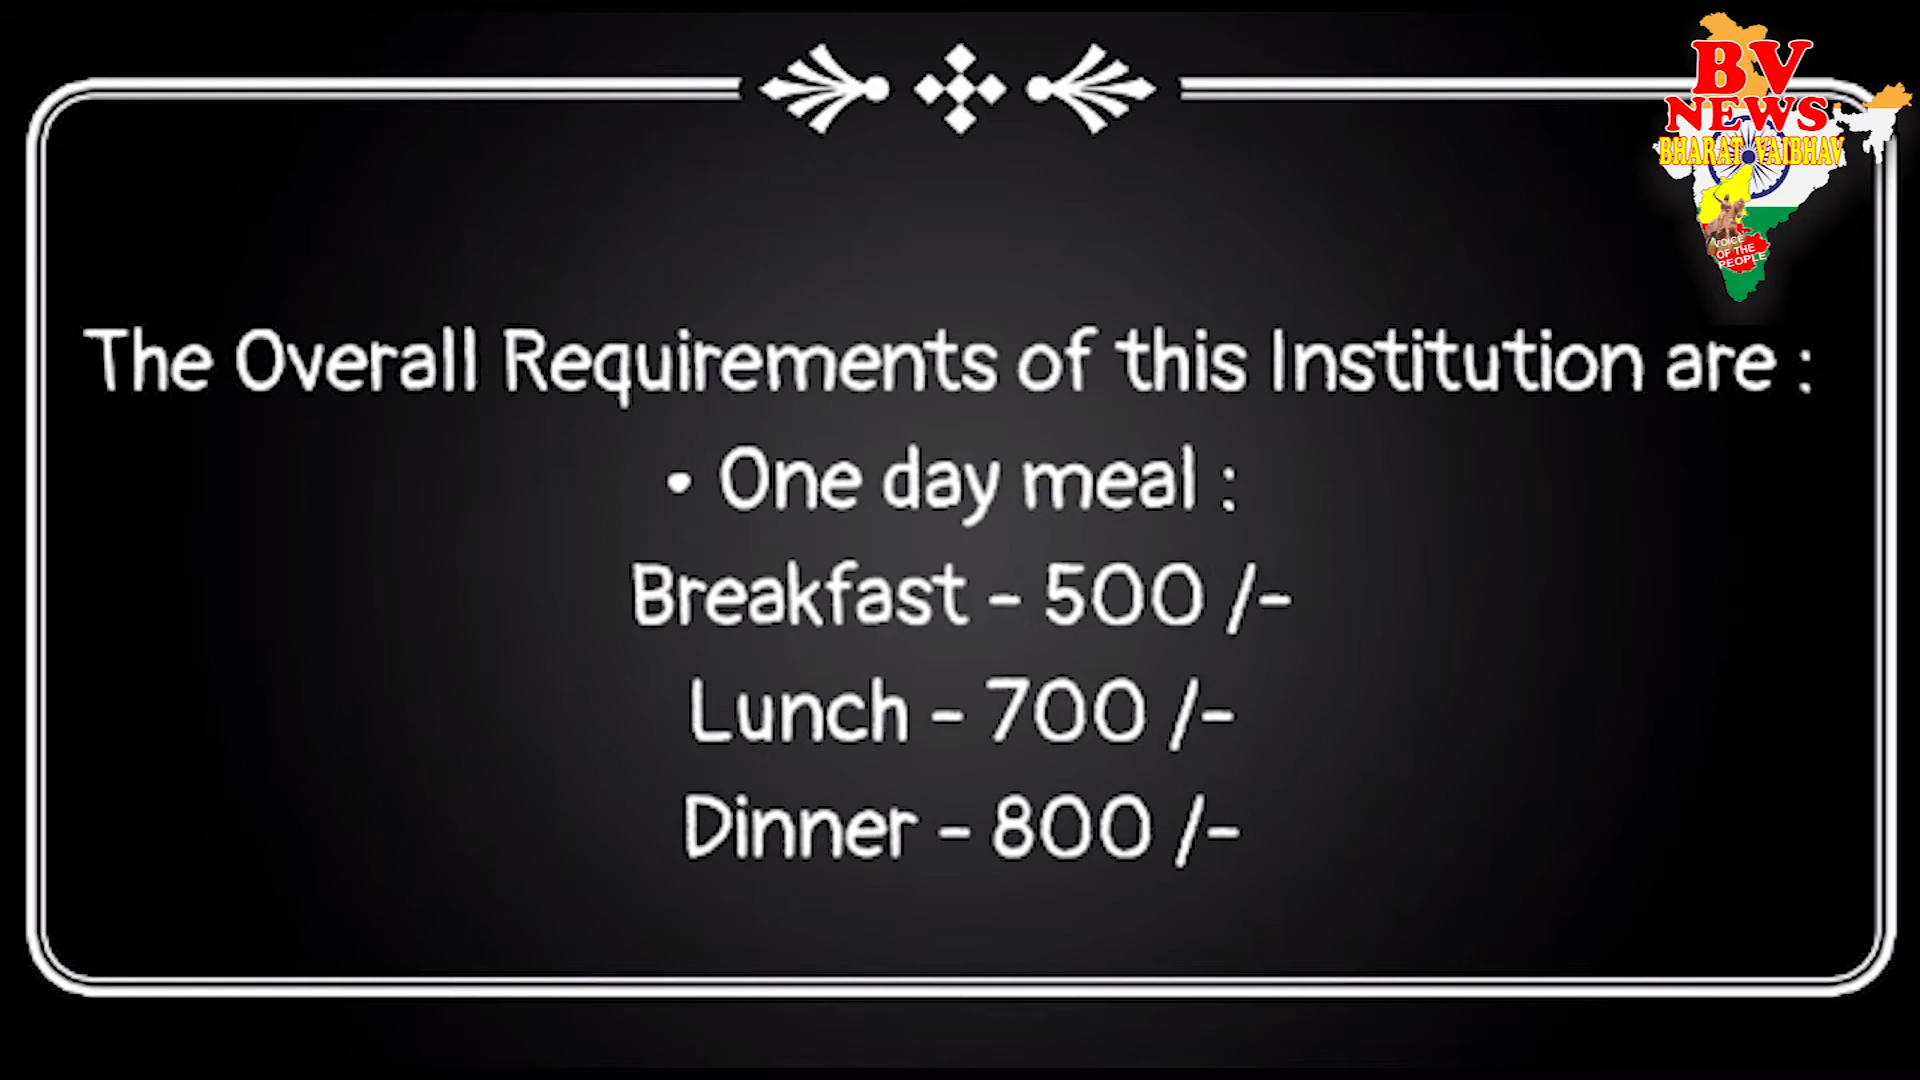 BV
NEWS
BHARAT VAIBHAV
VOICE
OF THE
PEOPLE
The Overall Requirements of this Institution are :
• One day meal :
Breakfast - 500 /-
Lunch - 700 /-
Dinner - 800 /-